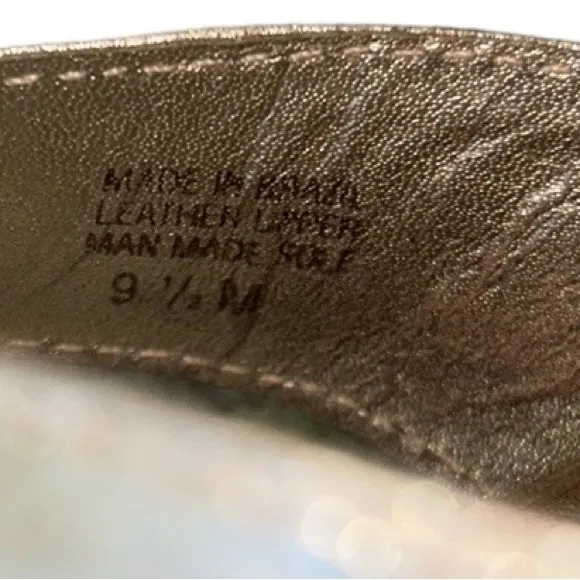 MADE IN BRAZIL
LEATHER UPPER
MAN MADE SOLE
9 1/2 M